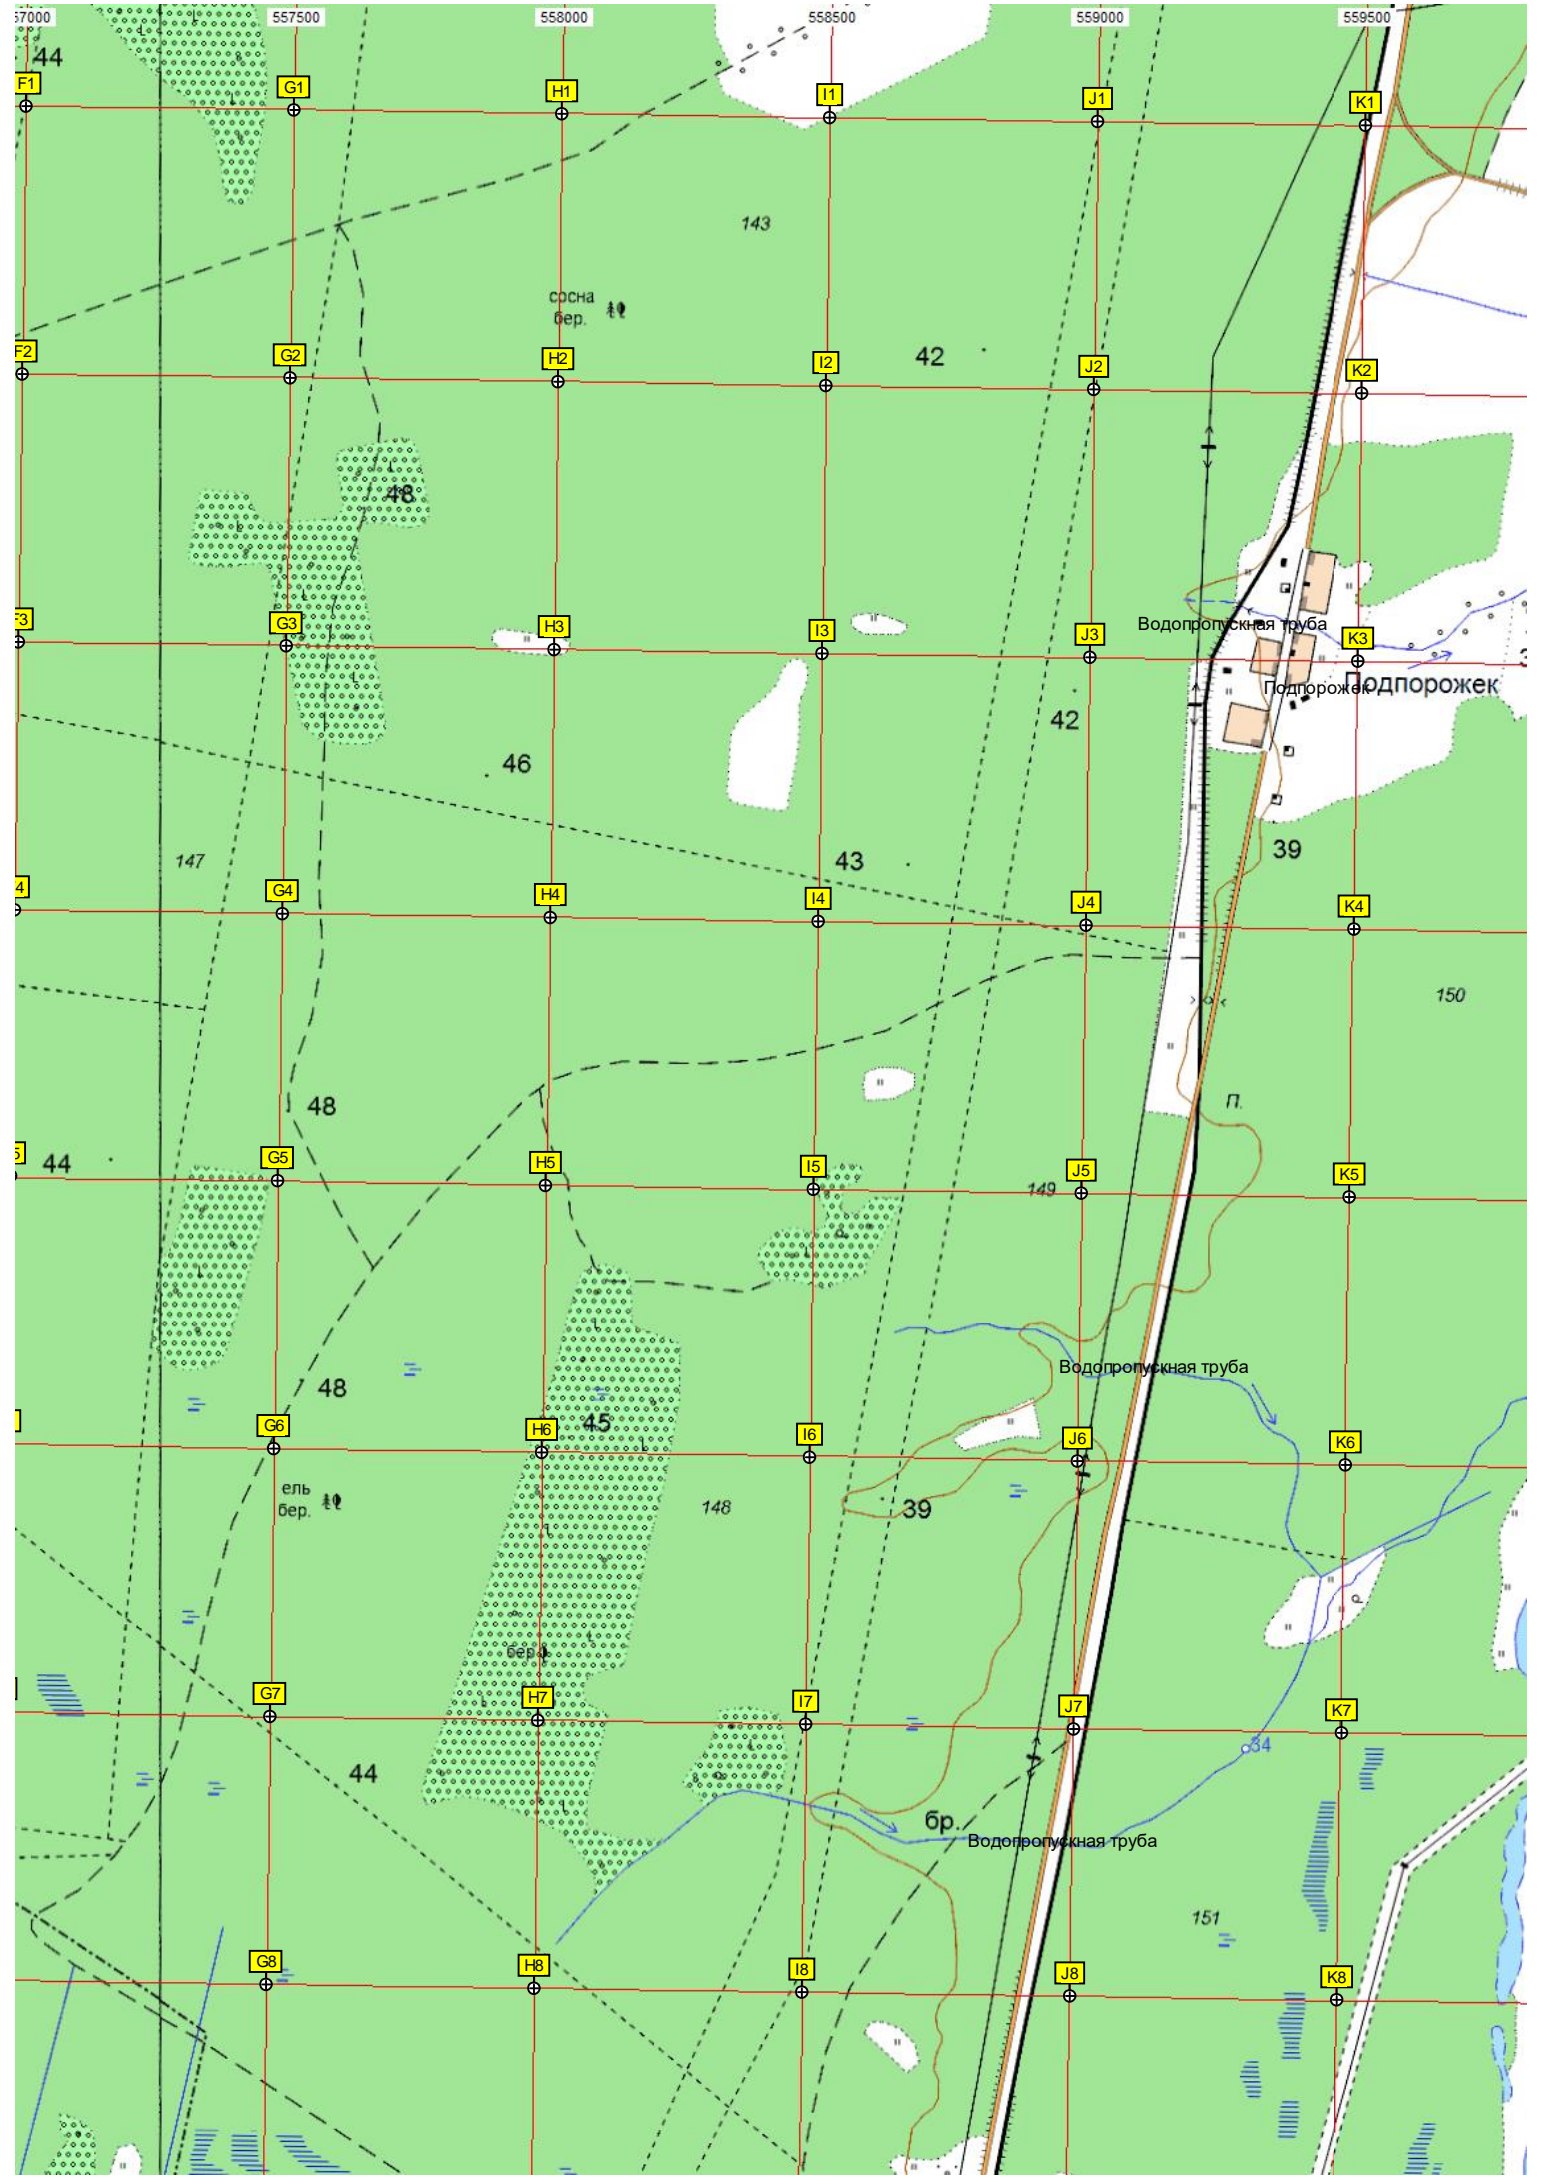 57000 557500 558000 558500 559000 559500
44
F1 G1 H1 I1 J1 K1
143
сосна
бер.
F2 G2 H2 I2 J2 K2
42
48
F3 G3 H3 I3 J3 K3
Водопропускная труба
Подпорожек
Подпорожек
42
46
147
43
39
4 G4 H4 I4 J4 K4
150
48
П.
5 G5 H5 I5 J5 K5
44
149
Водопропускная труба
48
45
G6 H6 I6 J6 K6
ель
бер.
148
39
бер.
G7 H7 I7 J7 K7
34
44
бр.
Водопропускная труба
151
G8 H8 I8 J8 K8